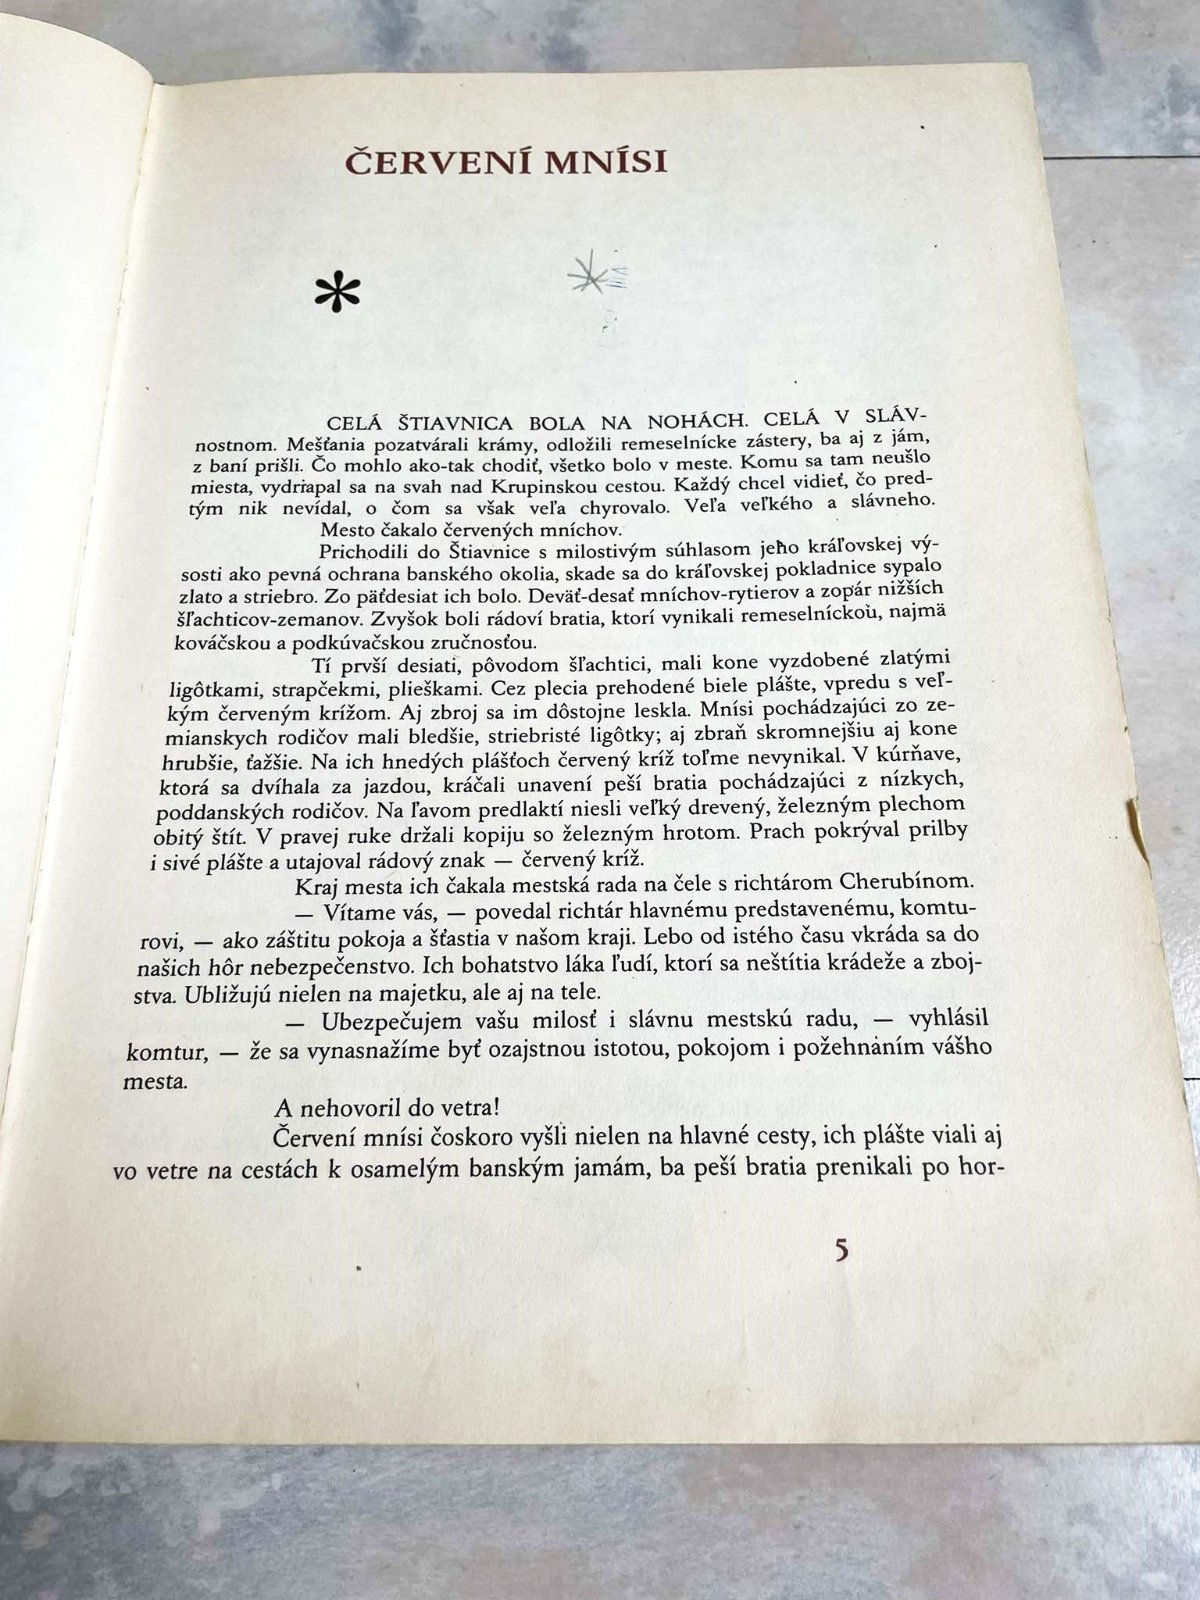 ČERVENÍ MNÍSI
*
CELÁ ŠTIAVNICA BOLA NA NOHÁCH. CELÁ V SLÁV-
nostnom. Mešťania pozatvárali krámy, odložili remeselnícke zástery, ba aj z jám,
z baní prišli. Čo mohlo ako-tak chodiť, všetko bolo v meste. Komu sa tam neušlo
miesta, vydriapal sa na svah nad Krupinskou cestou. Každý chcel vidieť, čo pred-
tým nik nevídal, o čom sa však veľa chyrovalo. Veľa veľkého a slávneho.
Mesto čakalo červených mníchov.
Prichodili do Štiavnice s milostivým súhlasom jeho kráľovskej vý-
sosti ako pevná ochrana banského okolia, skade sa do kráľovskej pokladnice sypalo
zlato a striebro. Zo päťdesiat ich bolo. Deväť-desať mníchov-rytierov a zopár nižších
šľachticov-zemanov. Zvyšok boli rádoví bratia, ktorí vynikali remeselníckou, najmä
kováčskou a podkúvačskou zručnosťou.
Tí prvší desiati, pôvodom šľachtici, mali kone vyzdobené zlatými
ligôtkami, strapčekmi, plieškami. Cez plecia prehodené biele plášte, vpredu s veľ-
kým červeným krížom. Aj zbroj sa im dôstojne leskla. Mnísi pochádzajúci zo ze-
mianskych rodičov mali bledšie, striebristé ligôtky; aj zbraň skromnejšiu aj kone
hrubšie, ťažšie. Na ich hnedých plášťoch červený kríž toľme nevynikal. V kúrňave,
ktorá sa dvíhala za jazdou, kráčali unavení peší bratia pochádzajúci z nízkych,
poddanských rodičov. Na ľavom predlaktí niesli veľký drevený, železným plechom
obitý štít. V pravej ruke držali kopiju so železným hrotom. Prach pokrýval prilby
i sivé plášte a utajoval rádový znak — červený kríž.
Kraj mesta ich čakala mestská rada na čele s richtárom Cherubínom.
— Vítame vás, — povedal richtár hlavnému predstavenému, komtu-
rovi, — ako záštitu pokoja a šťastia v našom kraji. Lebo od istého času vkráda sa do
našich hôr nebezpečenstvo. Ich bohatstvo láka ľudí, ktorí sa neštítia krádeže a zboj-
stva. Ubližujú nielen na majetku, ale aj na tele.
— Ubezpečujem vašu milosť i slávnu mestskú radu, — vyhlásil
komtur, — že sa vynasnažíme byť ozajstnou istotou, pokojom i požehnaním vášho
mesta.
A nehovoril do vetra!
Červení mnísi čoskoro vyšli nielen na hlavné cesty, ich plášte viali aj
vo vetre na cestách k osamelým banským jamám, ba peší bratia prenikali po hor-
5